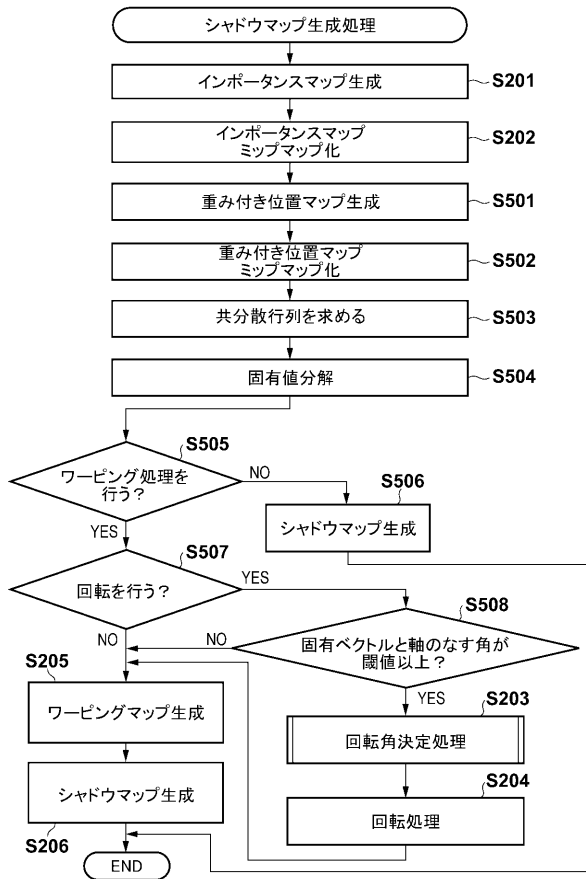 シャドウマップ生成処理
インポータンスマップ生成
S201
インポータンスマップ
ミップマップ化
S202
重み付き位置マップ生成
S501
重み付き位置マップ
ミップマップ化
S502
共分散行列を求める
S503
固有値分解
S504
S505
ワーピング処理を
行う?
NO
YES
S506
シャドウマップ生成
S507
回転を行う?
YES
NO
S508
固有ベクトルと軸のなす角が
閾値以上?
NO
YES
S205
ワーピングマップ生成
S203
回転角決定処理
シャドウマップ生成
S206
S204
回転処理
END